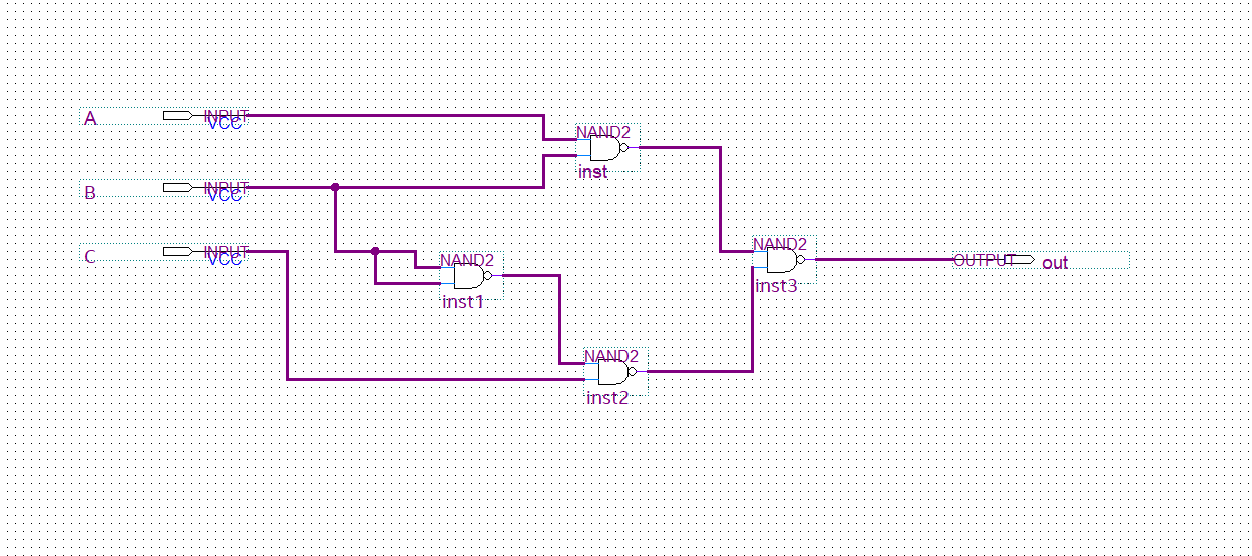 A INPUT
VCC
NAND2
inst
B INPUT
VCC
C INPUT
VCC
NAND2
inst1
NAND2
inst3
OUTPUT out
NAND2
inst2